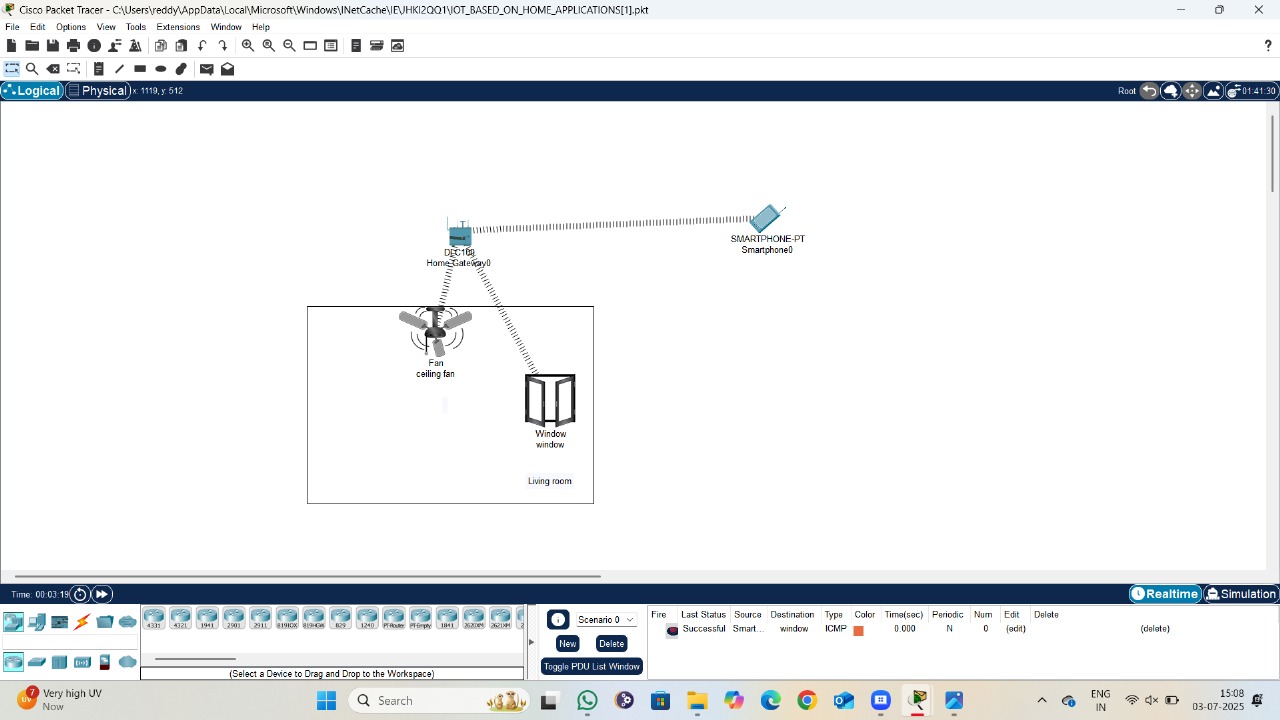 Cisco Packet Tracer - C:\Users\reddy\AppData\Local\Microsoft\Windows\INetCache\IE\JHKI2QQ1\IOT_BASED_ON_HOME_APPLICATIONS[1].pkt
File Edit Options View Tools Extensions Window Help
?
Logical Physical x: 1119, y: 512 Root 01:41:30
SMARTPHONE-PT
Smartphone0
DLC100
Home Gateway0
Fan
ceiling fan
Window
window
Living room
Time: 00:03:19 Realtime Simulation
4331 4321 1941 2901 2911 819IOX 819HGW 829 1240 PT-Router PT-Empty 1841 2620XM 2621XM
(Select a Device to Drag and Drop to the Workspace)
Scenario 0
New Delete
Toggle PDU List Window
Fire Last Status Source Destination Type Color Time(sec) Periodic Num Edit Delete
Successful Smart... window ICMP 0.000 N 0 (edit) (delete)
7
Very high UV
Now
Search
ENG
IN
15:08
03-07-2025